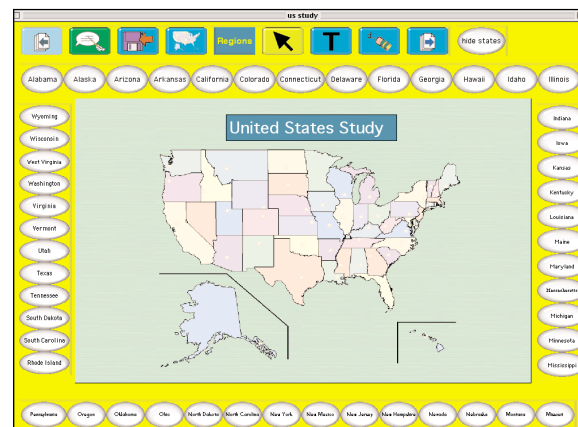 us study
Regions
T
hide states
Alabama
Alaska
Arizona
Arkansas
California
Colorado
Connecticut
Delaware
Florida
Georgia
Hawaii
Idaho
Illinois
United States Study
Wyoming
Wisconsin
West Virginia
Washington
Virginia
Vermont
Utah
Texas
Tennessee
South Dakota
South Carolina
Rhode Island
Indiana
Iowa
Kansas
Kentucky
Louisiana
Maine
Maryland
Massachusetts
Michigan
Minnesota
Mississippi
Pennsylvania
Oregon
Oklahoma
Ohio
North Dakota
North Carolina
New York
New Mexico
New Jersey
New Hampshire
Nevada
Nebraska
Montana
Missouri